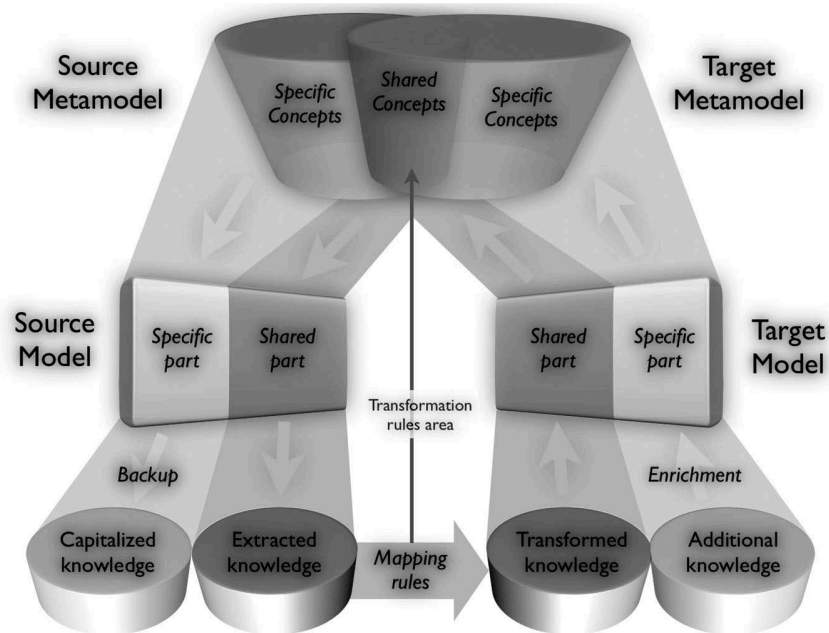 Source
Metamodel
Specific
Concepts
Shared
Concepts
Specific
Concepts
Target
Metamodel
Source
Model
Specific
part
Shared
part
Shared
part
Specific
part
Target
Model
Transformation
rules area
Backup
Enrichment
Capitalized
knowledge
Extracted
knowledge
Mapping
rules
Transformed
knowledge
Additional
knowledge